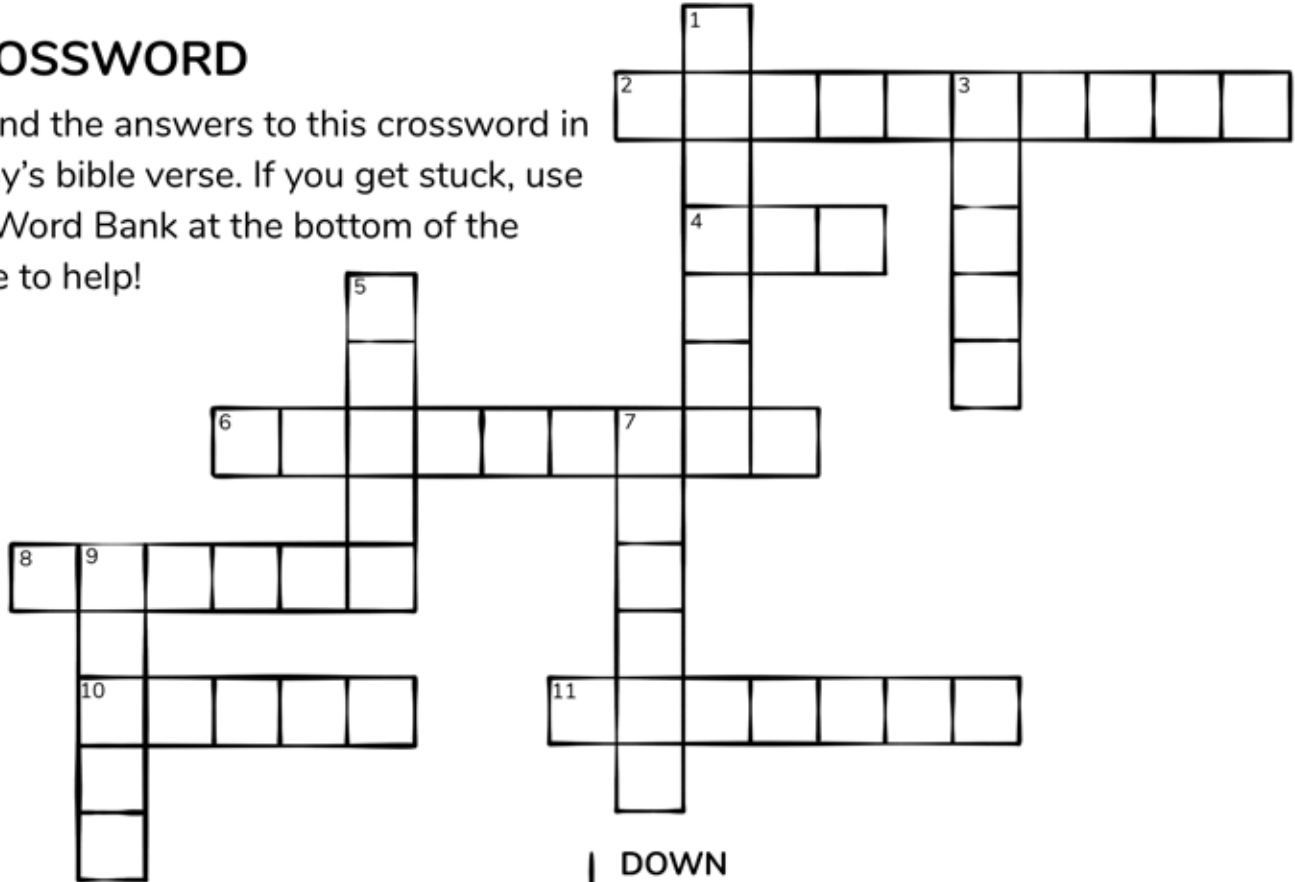 OSSWORD
nd the answers to this crossword in
y's bible verse. If you get stuck, use
Word Bank at the bottom of the
e to help!
1
2 3
4
5
6 7
8 9
10 11
DOWN